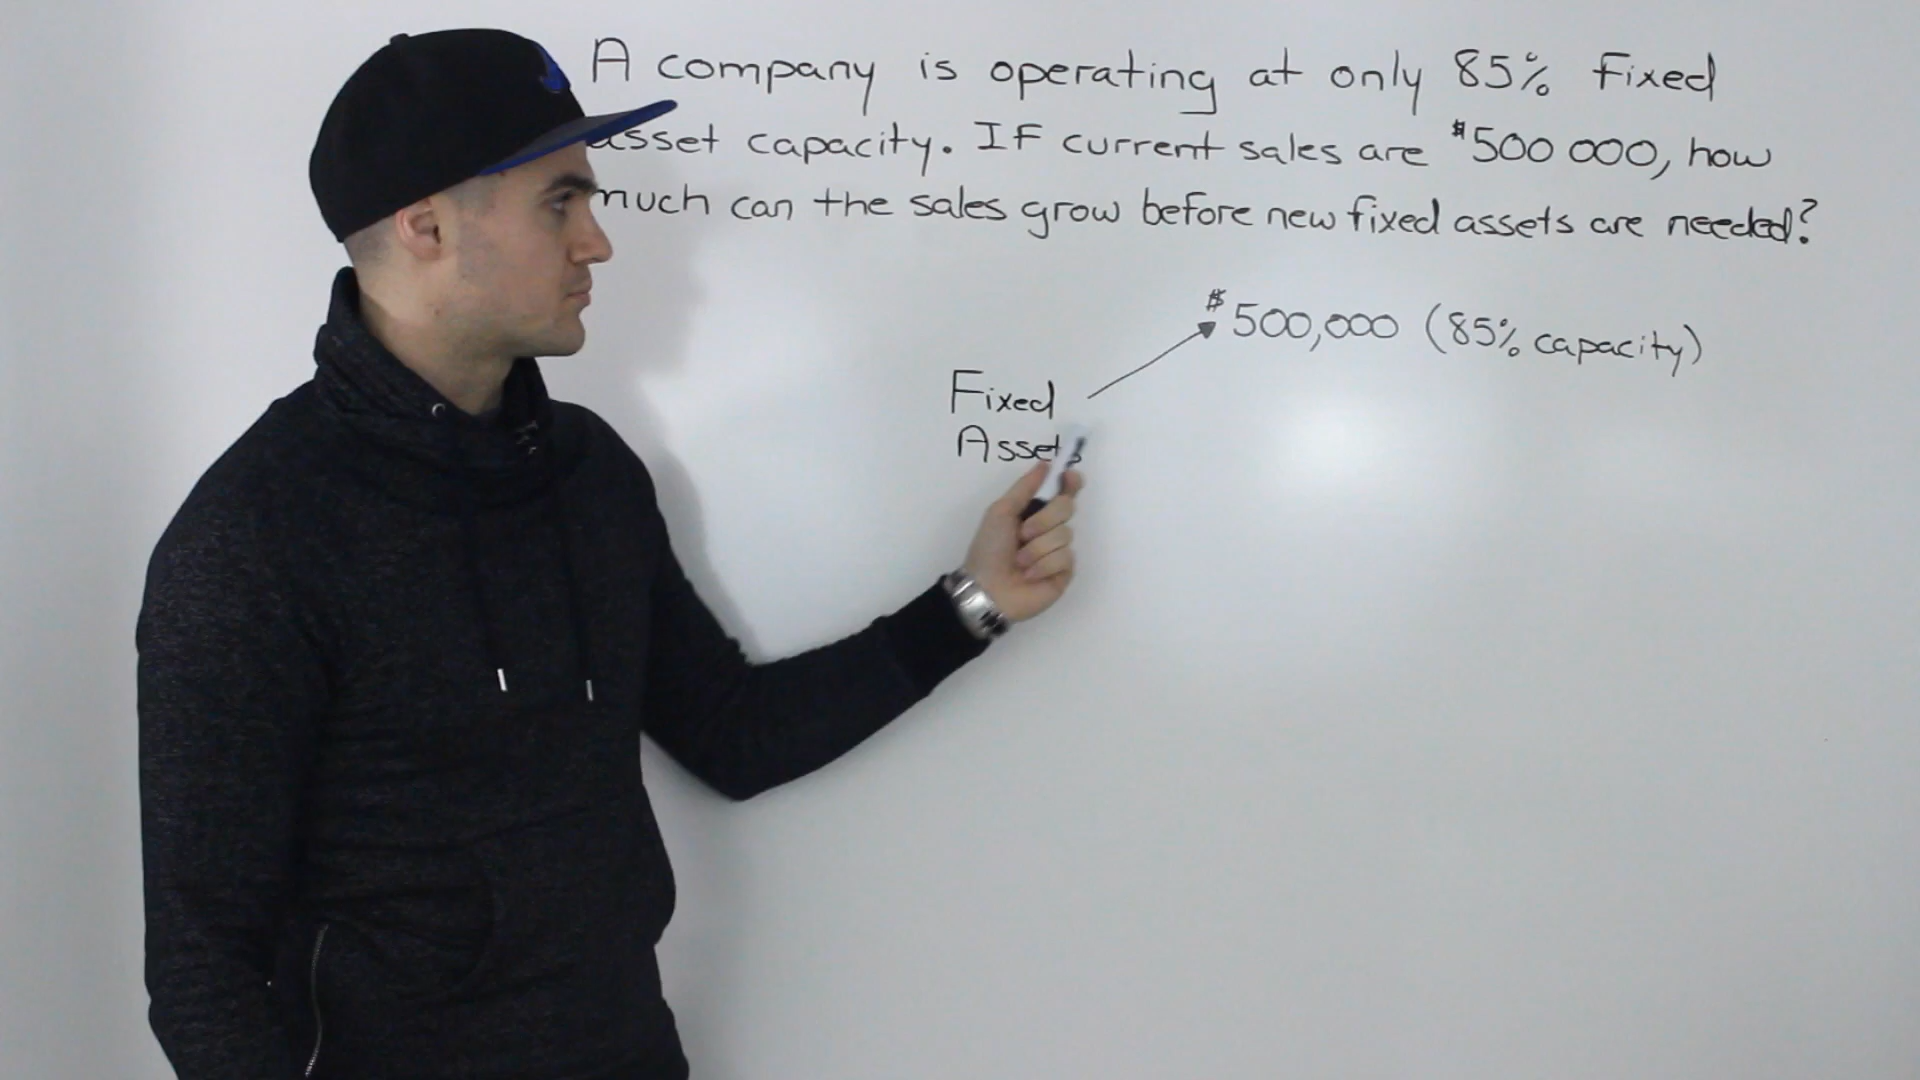 A company is operating at only 85% fixed
asset capacity. If current sales are $500 000, how
much can the sales grow before new fixed assets are needed?
$500,000 (85% capacity)
Fixed
Assets